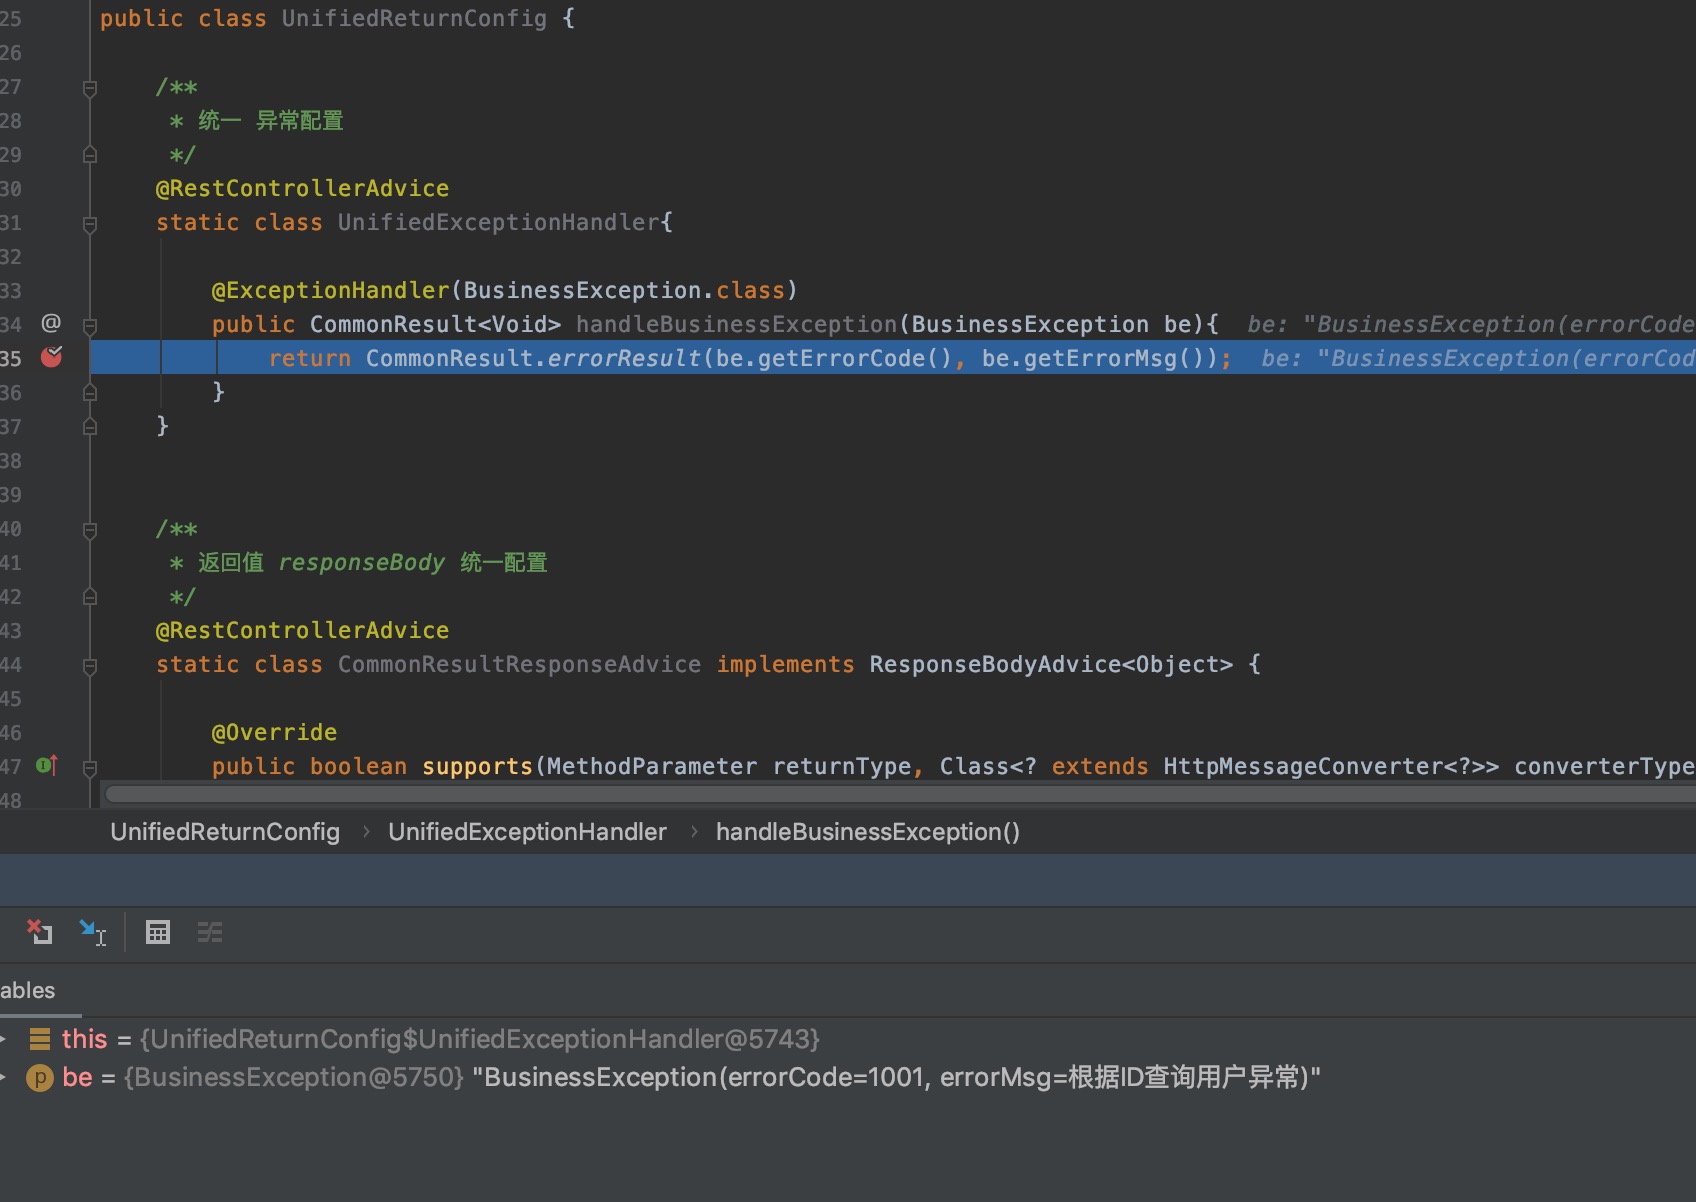 25 public class UnifiedReturnConfig {
26
27 /**
28 * 统一 异常配置
29 */
30 @RestControllerAdvice
31 static class UnifiedExceptionHandler{
32
33 @ExceptionHandler(BusinessException.class)
34 @ public CommonResult<Void> handleBusinessException(BusinessException be){ be: "BusinessException(errorCode
35 return CommonResult.errorResult(be.getErrorCode(), be.getErrorMsg()); be: "BusinessException(errorCod
36 }
37 }
38
39
40 /**
41 * 返回值 responseBody 统一配置
42 */
43 @RestControllerAdvice
44 static class CommonResultResponseAdvice implements ResponseBodyAdvice<Object> {
45
46 @Override
47 public boolean supports(MethodParameter returnType, Class<? extends HttpMessageConverter<?>> converterType
48
UnifiedReturnConfig › UnifiedExceptionHandler › handleBusinessException()
ables
this = {UnifiedReturnConfig$UnifiedExceptionHandler@5743}
p be = {BusinessException@5750} "BusinessException(errorCode=1001, errorMsg=根据ID查询用户异常)"